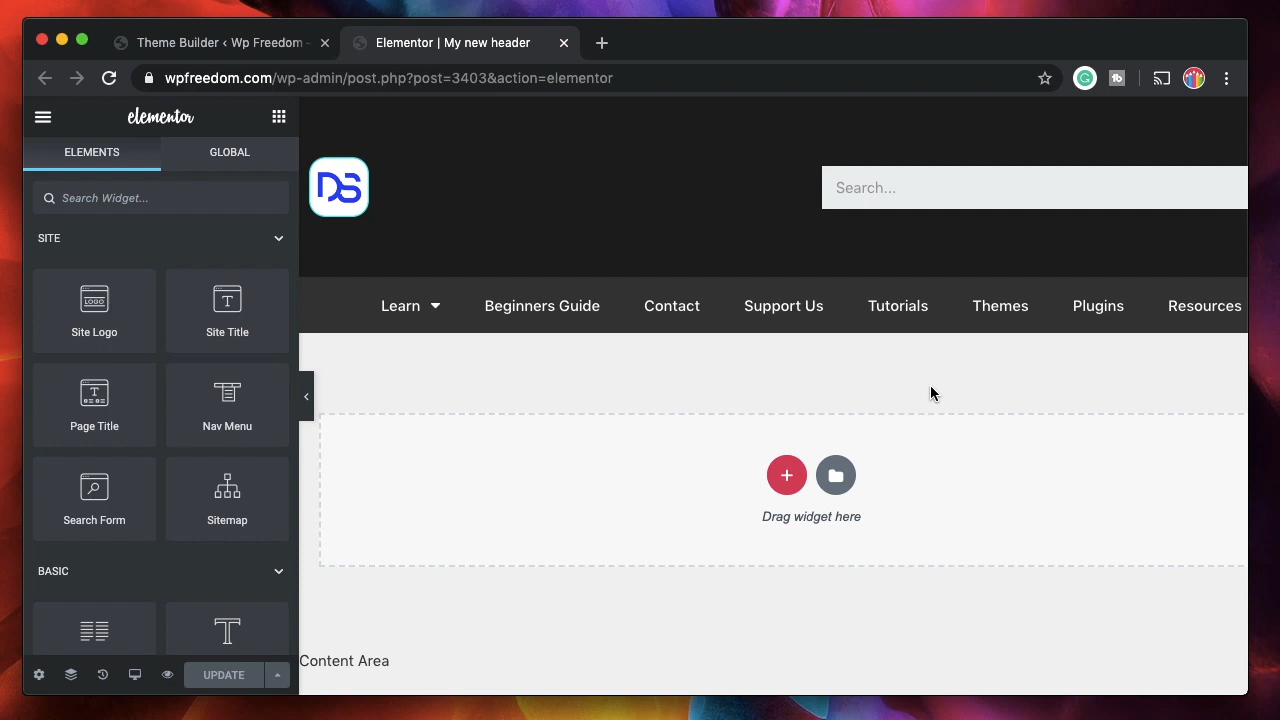 Theme Builder ‹ Wp Freedom -
Elementor | My new header
wpfreedom.com/wp-admin/post.php?post=3403&action=elementor
G
tb
elementor
ELEMENTS
GLOBAL
Search Widget...
DS
Search...
SITE
LOGO
Site Logo
T
Site Title
Learn
Beginners Guide
Contact
Support Us
Tutorials
Themes
Plugins
Resources
T
Page Title
Nav Menu
Search Form
Sitemap
Drag widget here
BASIC
T
Content Area
UPDATE